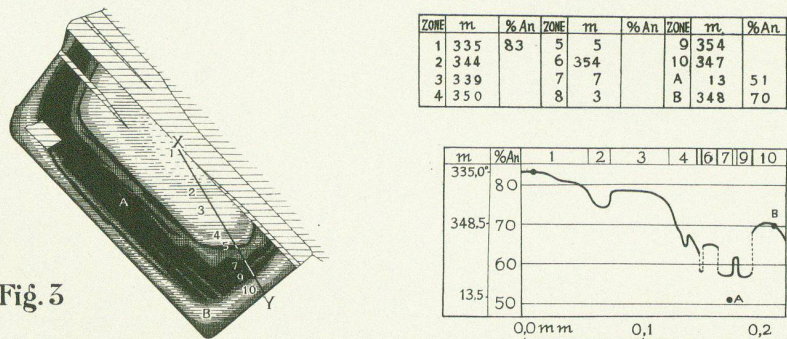 ZONE m %An ZONE m %An ZONE m %An
1 335 83 5 5 9 354
2 344 6 354 10 347
3 339 7 7 A 13 51
4 350 8 3 B 348 70
X
1
2
3
4
5
7
9
10
Y
A
B
Fig. 3
m %An 1 2 3 4 6 7 9 10
335,0° 80
348,5 70
60
13.5 50
B
A
0,0 mm 0,1 0,2